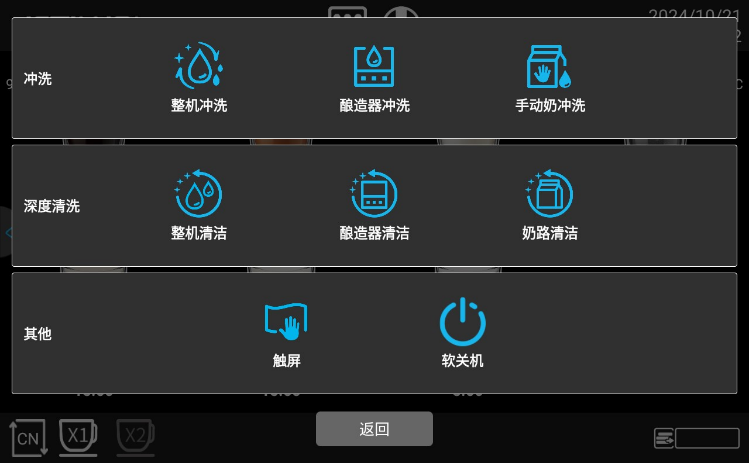 2024/10/21
冲洗
整机冲洗
酿造器冲洗
手动奶冲洗
深度清洗
整机清洁
酿造器清洁
奶路清洁
其他
触屏
软关机
返回
CN
X1
X2